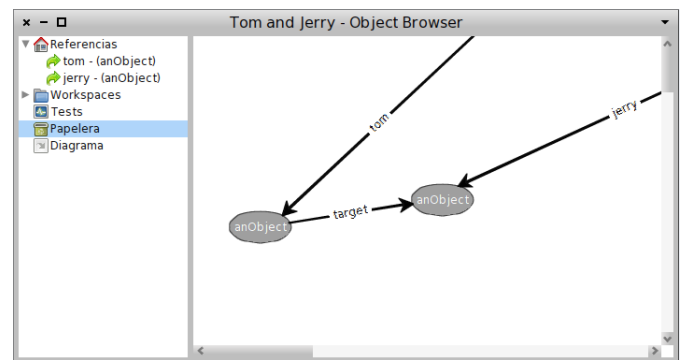 Tom and Jerry - Object Browser
Referencias
tom - (anObject)
jerry - (anObject)
Workspaces
Tests
Papelera
Diagrama
tom
jerry
target
anObject
anObject